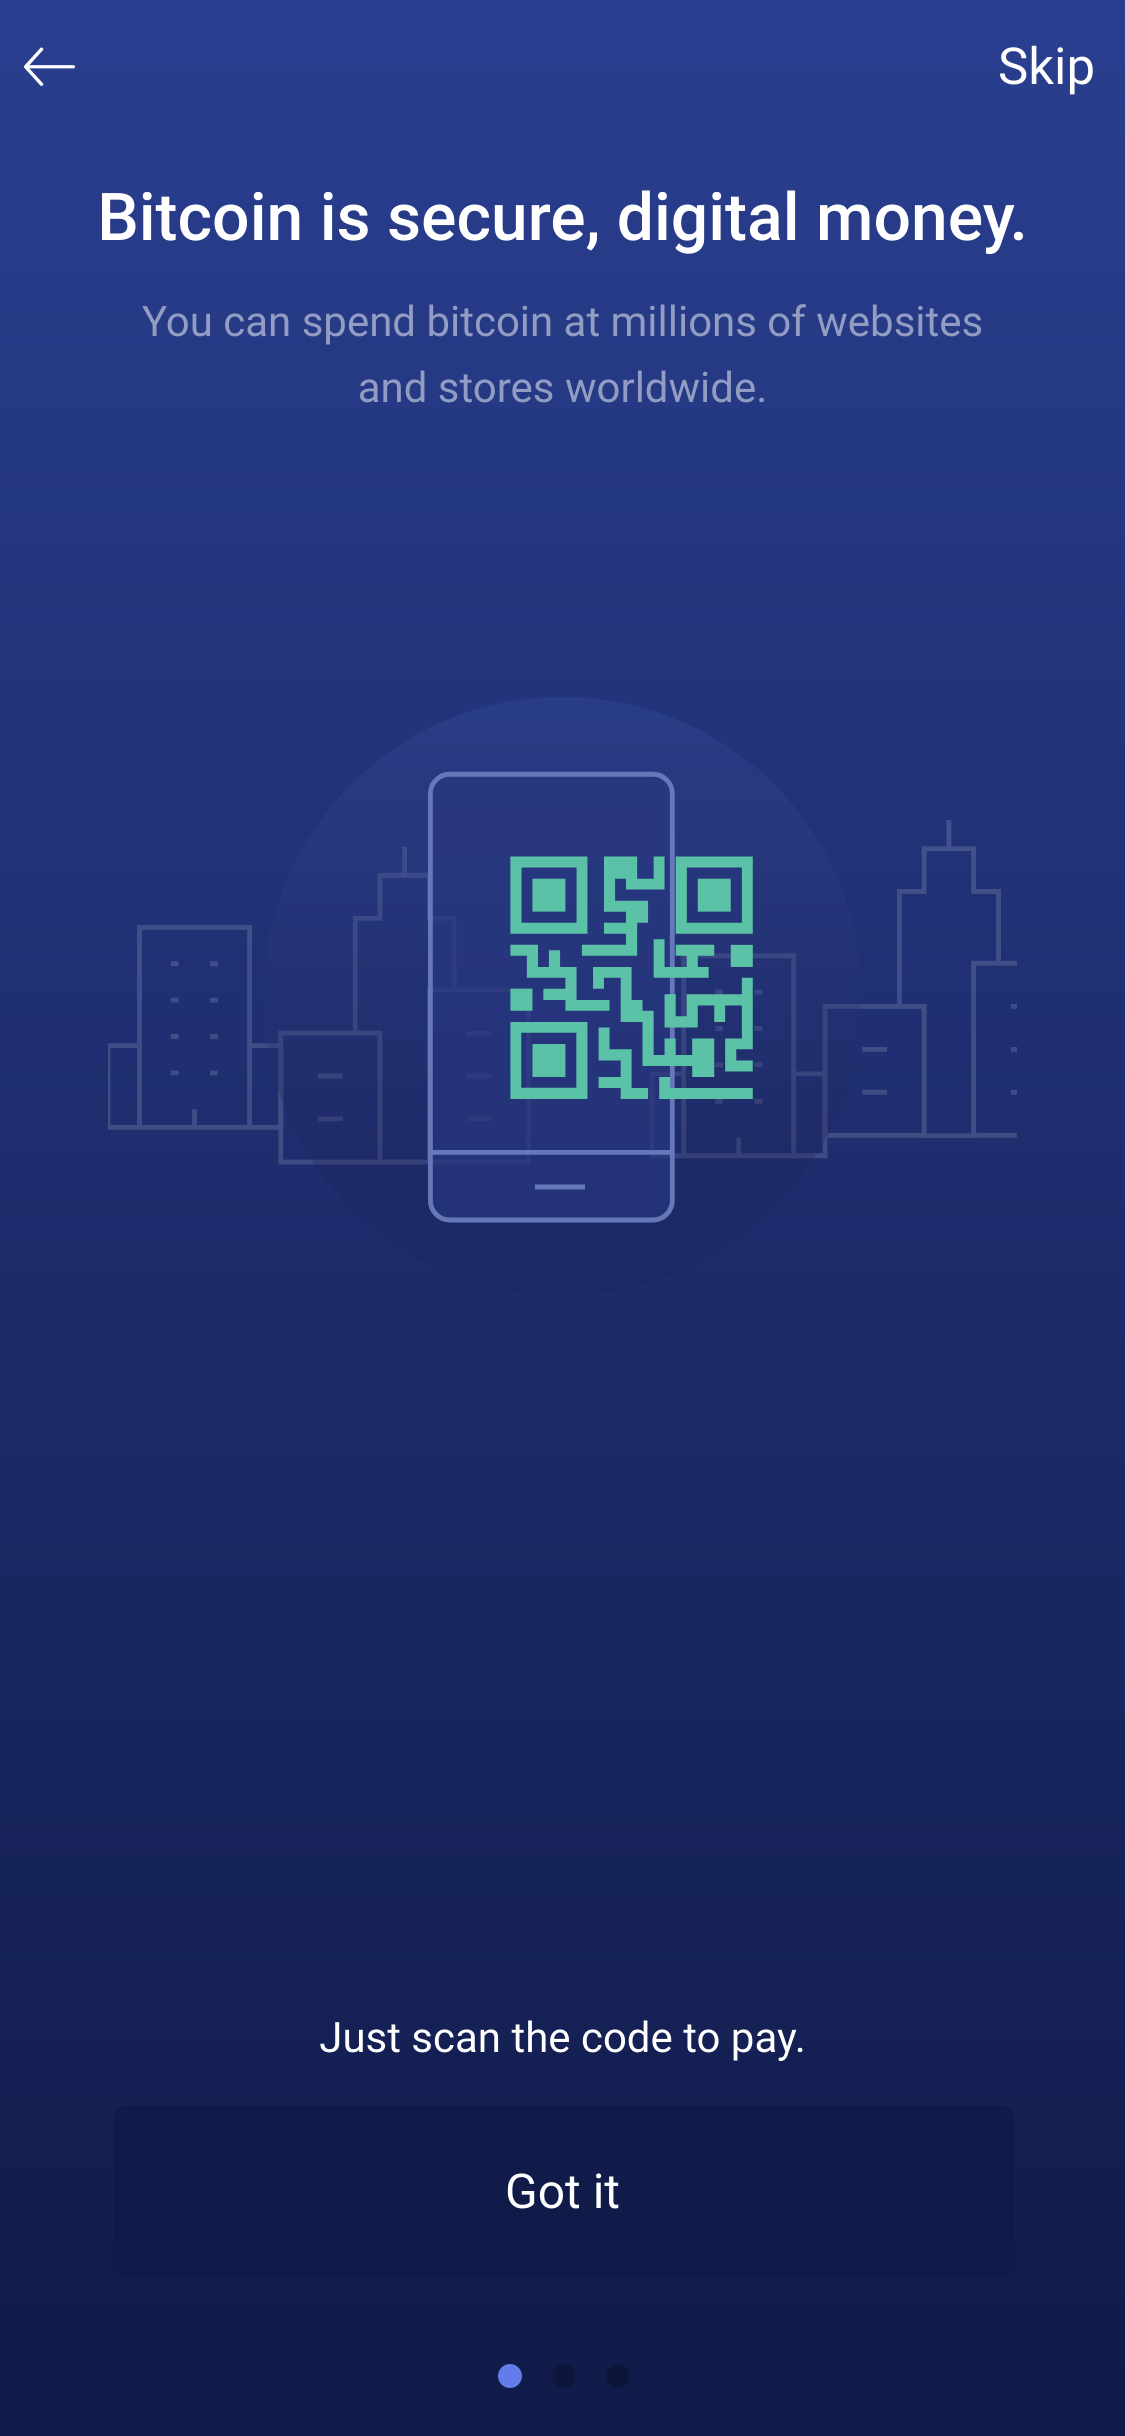 Skip
Bitcoin is secure, digital money.
You can spend bitcoin at millions of websites
and stores worldwide.
Just scan the code to pay.
Got it